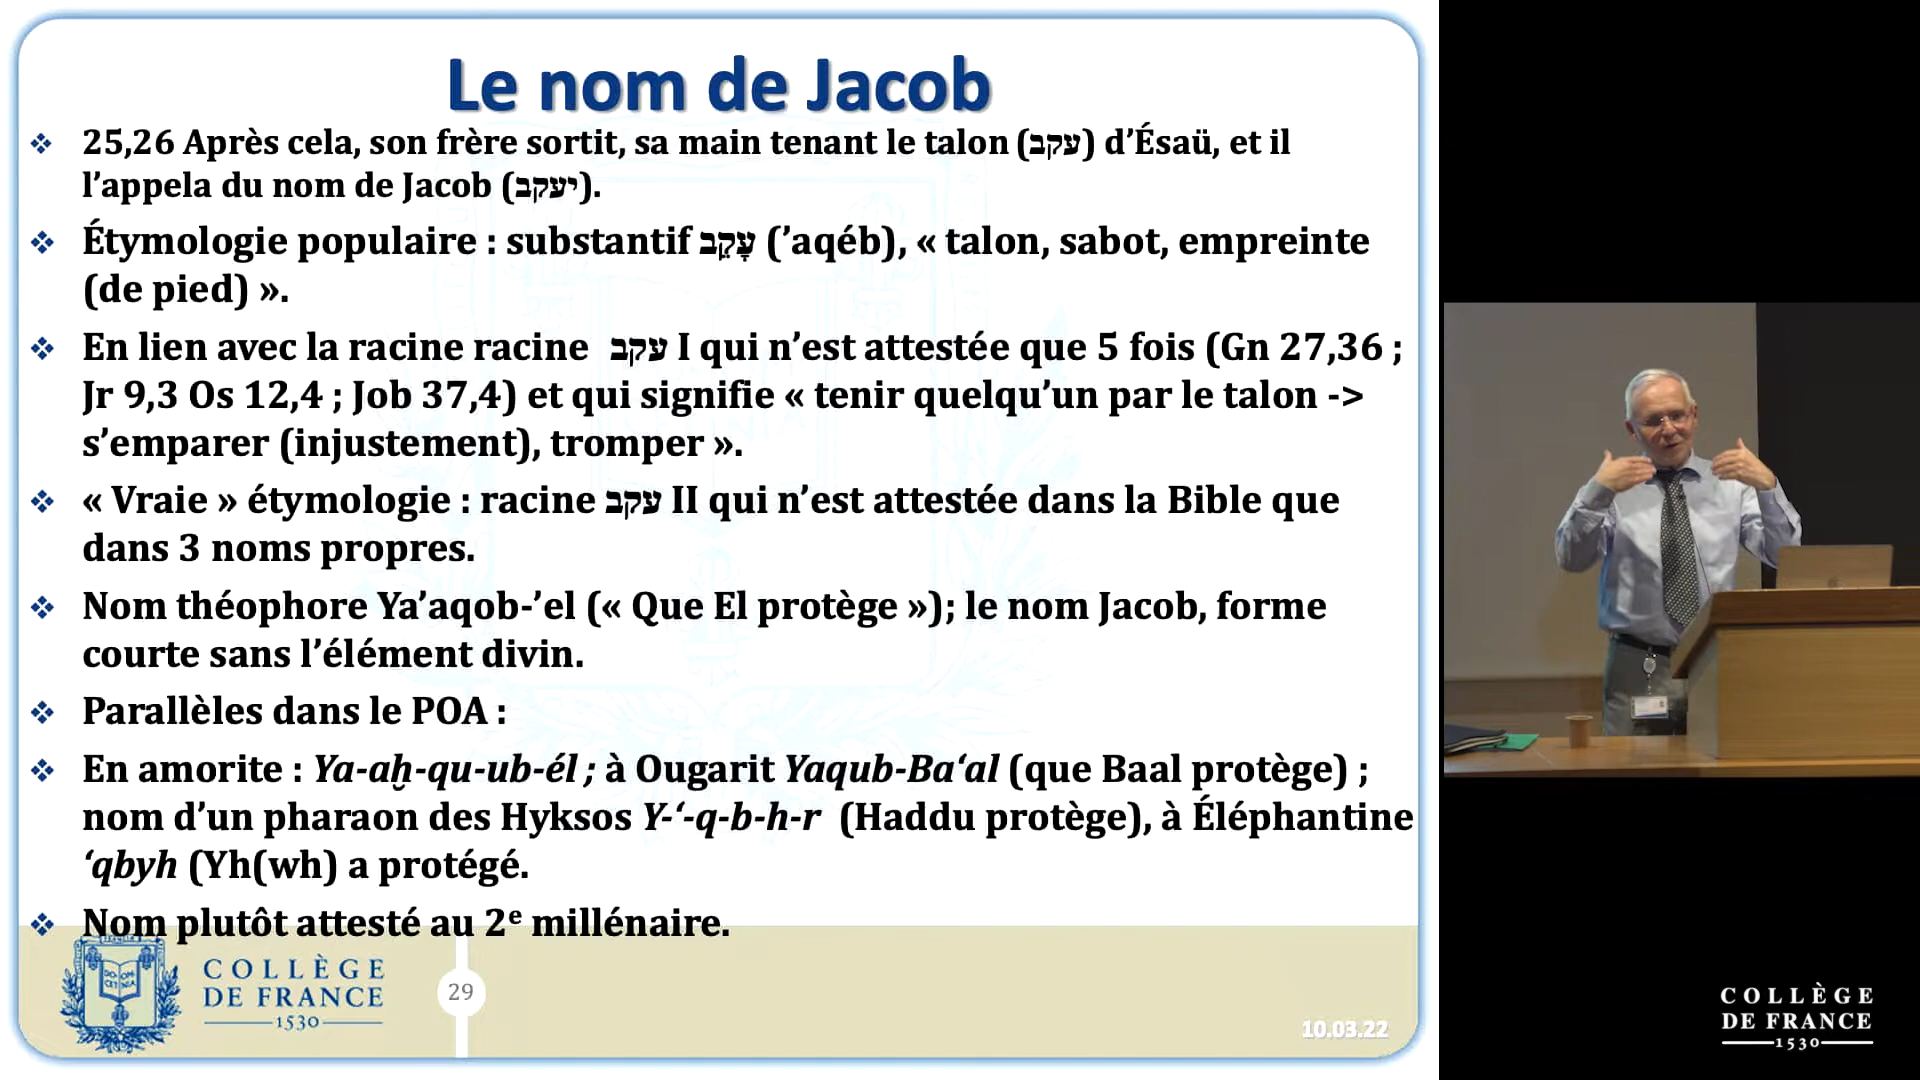 Le nom de Jacob
❖ 25,26 Après cela, son frère sortit, sa main tenant le talon (עקב) d’Ésaü, et il
l’appela du nom de Jacob (יעקב).
❖ Étymologie populaire : substantif עָקֵב (’aqéb), « talon, sabot, empreinte
(de pied) ».
❖ En lien avec la racine racine עקב I qui n’est attestée que 5 fois (Gn 27,36 ;
Jr 9,3 Os 12,4 ; Job 37,4) et qui signifie « tenir quelqu’un par le talon ->
s’emparer (injustement), tromper ».
❖ « Vraie » étymologie : racine עקב II qui n’est attestée dans la Bible que
dans 3 noms propres.
❖ Nom théophore Ya’aqob-’el (« Que El protège »); le nom Jacob, forme
courte sans l’élément divin.
❖ Parallèles dans le POA :
❖ En amorite : Ya-aḫ-qu-ub-él ; à Ougarit Yaqub-Ba‘al (que Baal protège) ;
nom d’un pharaon des Hyksos Y-‘-q-b-h-r (Haddu protège), à Éléphantine
‘qbyh (Yh(wh) a protégé.
❖ Nom plutôt attesté au 2e millénaire.
COLLÈGE
DE FRANCE
1530
29
10.03.22
COLLÈGE
DE FRANCE
1530